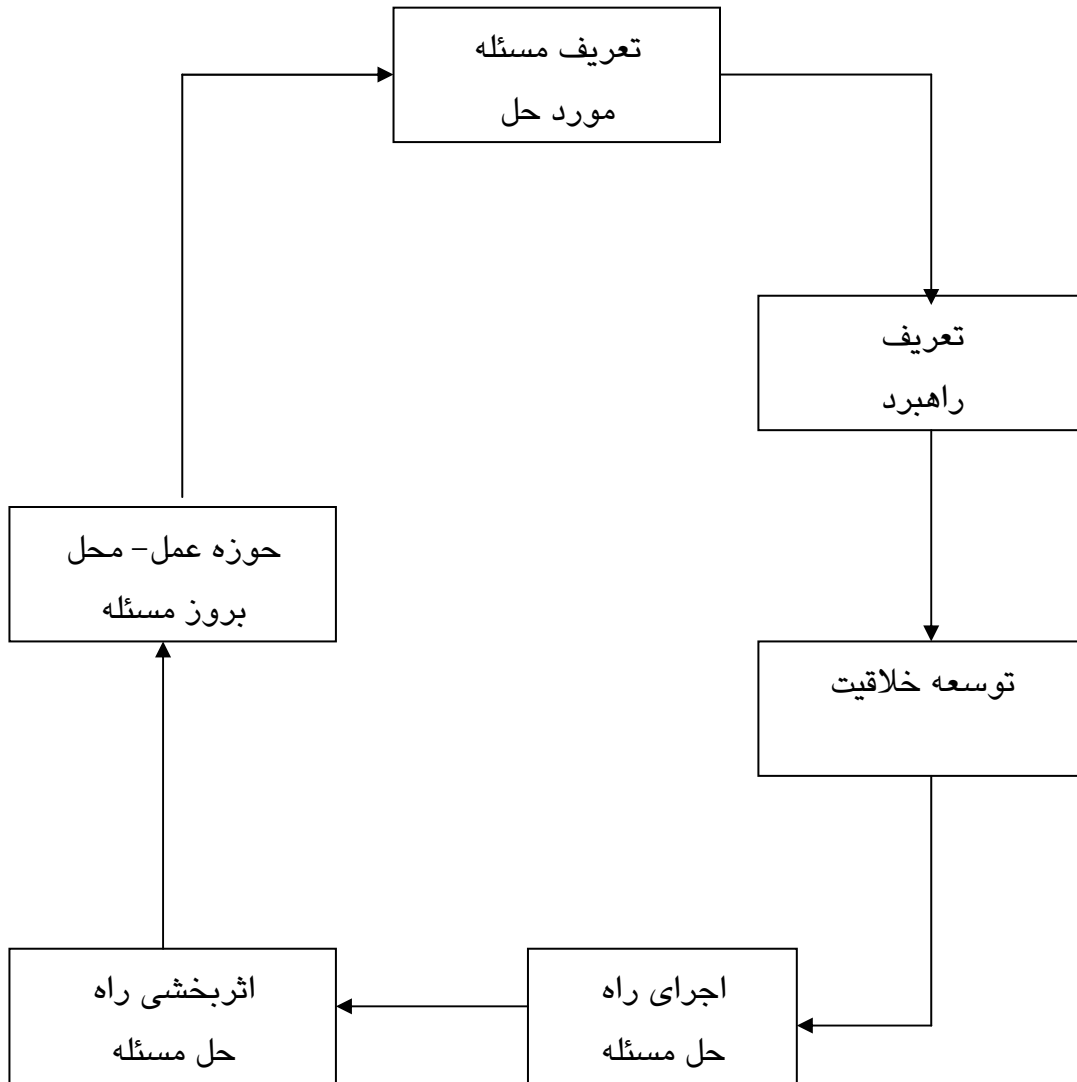 تعریف مسئله
مورد حل
تعریف
راهبرد
حوزه عمل– محل
بروز مسئله
توسعه خلاقیت
اجرای راه
حل مسئله
اثربخشی راه
حل مسئله